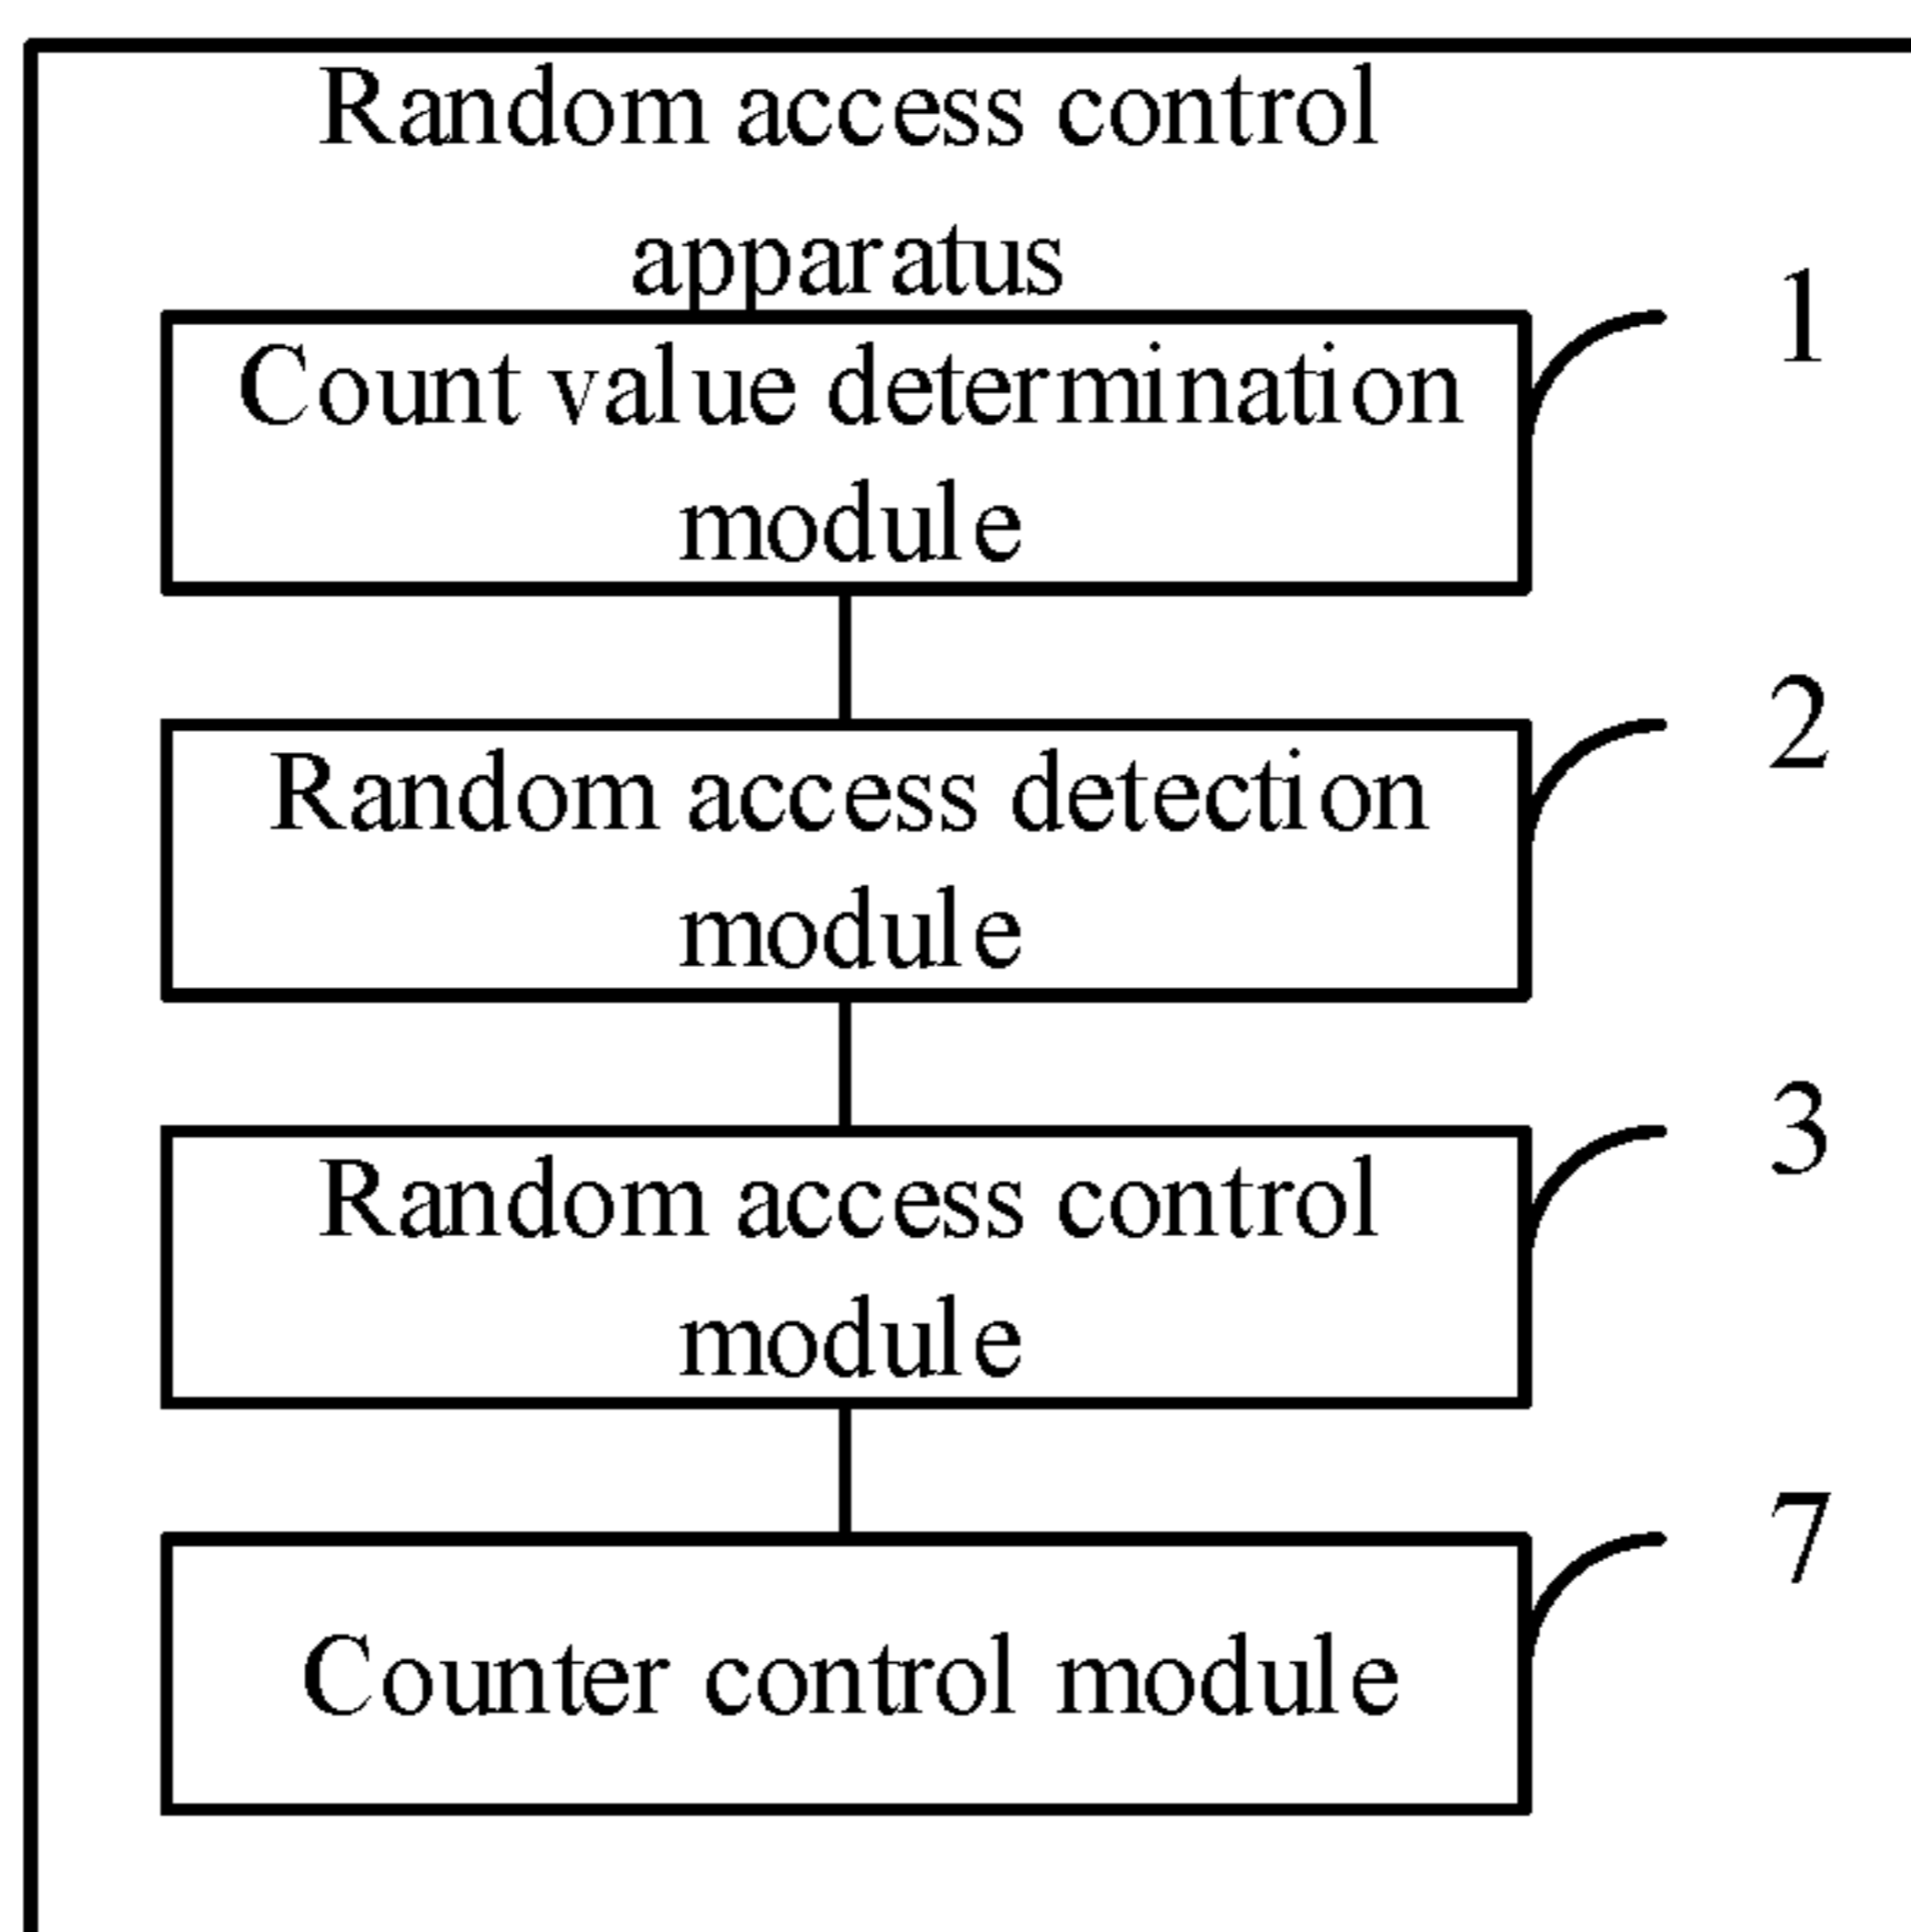 Random access control
apparatus
1
Count value determination
module
2
Random access detection
module
3
Random access control
module
7
Counter control module